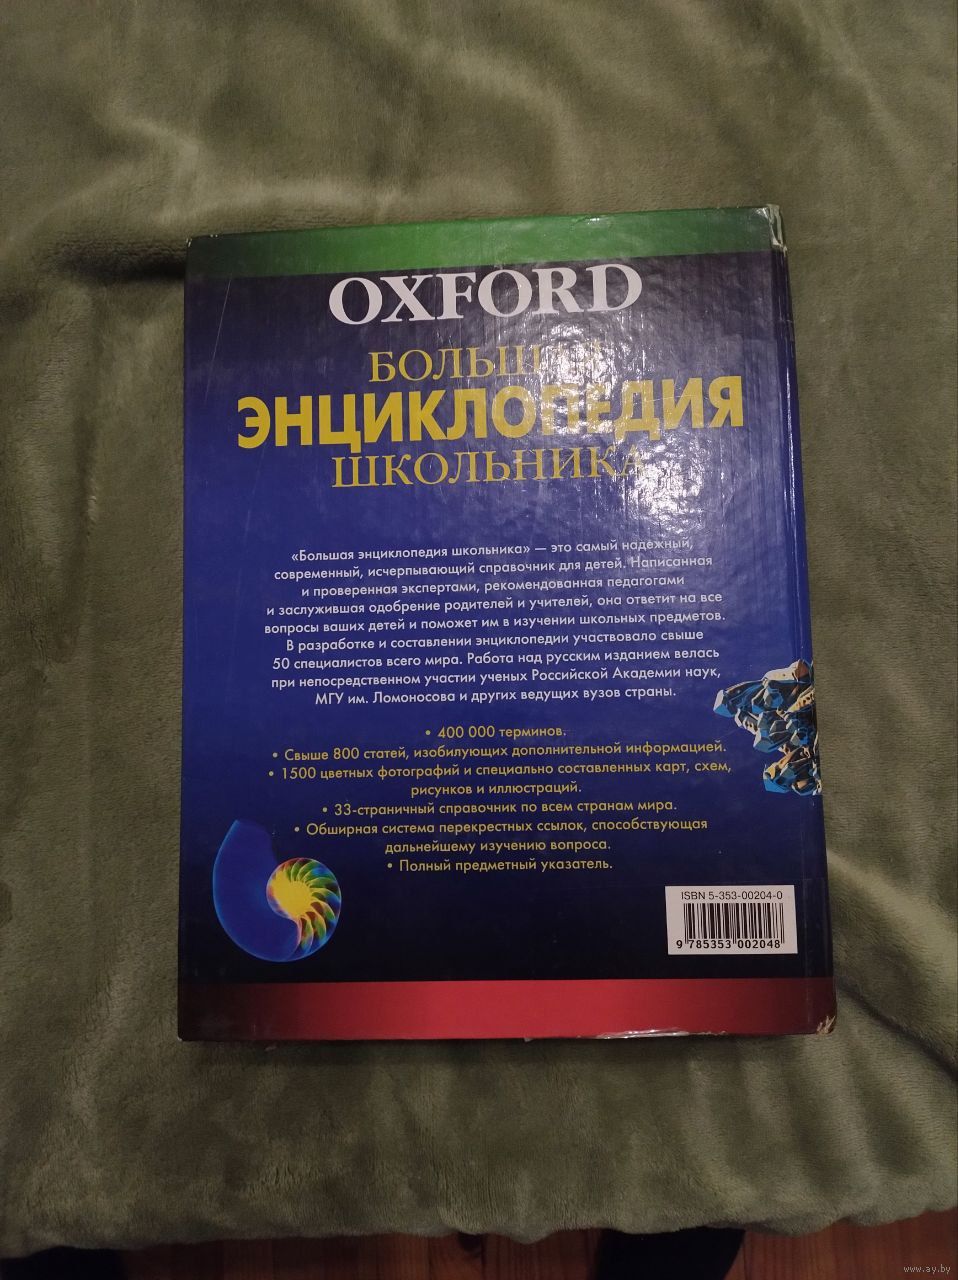 OXFORD
БОЛЬШАЯ
ЭНЦИКЛОПЕДИЯ
ШКОЛЬНИКА
«Большая энциклопедия школьника» — это самый надежный,
современный, исчерпывающий справочник для детей. Написанная
и проверенная экспертами, рекомендованная педагогами
и заслужившая одобрение родителей и учителей, она ответит на все
вопросы ваших детей и поможет им в изучении школьных предметов.
В разработке и составлении энциклопедии участвовало свыше
50 специалистов всего мира. Работа над русским изданием велась
при непосредственном участии ученых Российской Академии наук,
МГУ им. Ломоносова и других ведущих вузов страны.
• 400 000 терминов.
• Свыше 800 статей, изобилующих дополнительной информацией.
• 1500 цветных фотографий и специально составленных карт, схем,
рисунков и иллюстраций.
• 33-страничный справочник по всем странам мира.
• Обширная система перекрестных ссылок, способствующая
дальнейшему изучению вопроса.
• Полный предметный указатель.
ISBN 5-353-00204-0
9 785353 002048
www.ay.by